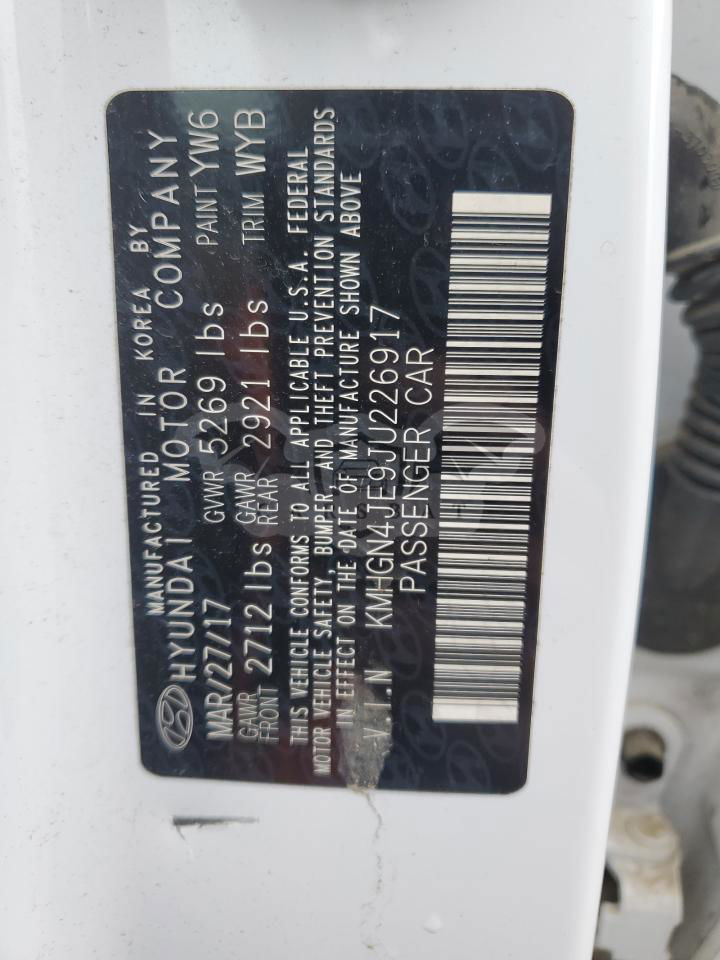 MANUFACTURED IN KOREA BY
HYUNDAI MOTOR COMPANY
MAR/27/17 GVWR 5269 lbs PAINT YW6
GAWR FRONT 2712 lbs GAWR REAR 2921 lbs TRIM WYB
THIS VEHICLE CONFORMS TO ALL APPLICABLE U.S.A. FEDERAL
MOTOR VEHICLE SAFETY, BUMPER, AND THEFT PREVENTION STANDARDS
IN EFFECT ON THE DATE OF MANUFACTURE SHOWN ABOVE
V.I.N KMHGN4JE9JU226917
PASSENGER CAR